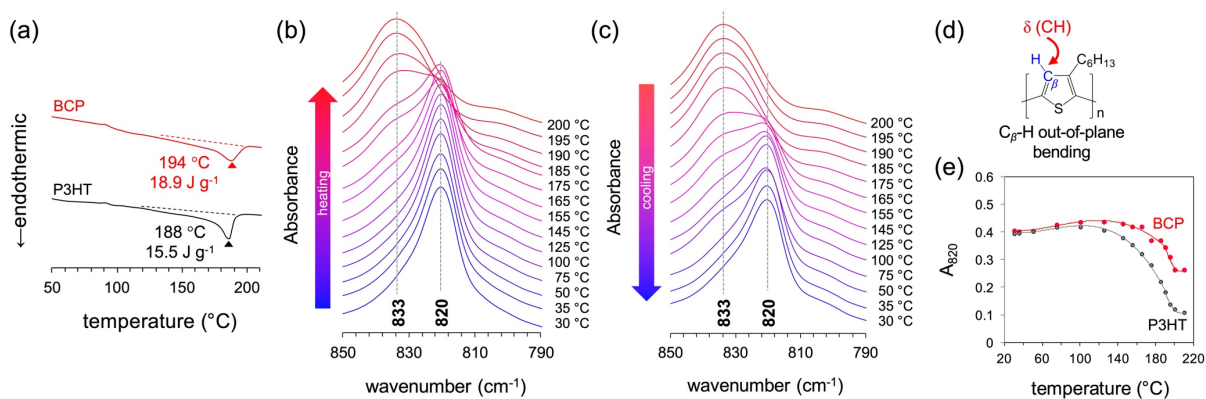 (a)
←endothermic
BCP
194 °C
18.9 J g⁻¹
P3HT
188 °C
15.5 J g⁻¹
50 100 150 200
temperature (°C)
(b)
Absorbance
heating
833
820
200 °C
195 °C
190 °C
185 °C
175 °C
165 °C
155 °C
145 °C
125 °C
100 °C
75 °C
50 °C
35 °C
30 °C
850 830 810 790
wavenumber (cm⁻¹)
(c)
Absorbance
cooling
833
820
200 °C
195 °C
190 °C
185 °C
175 °C
165 °C
155 °C
145 °C
125 °C
100 °C
75 °C
50 °C
35 °C
30 °C
850 830 810 790
wavenumber (cm⁻¹)
(d)
δ (CH)
H
C₆H₁₃
Cβ
S
n
Cβ-H out-of-plane
bending
(e)
A₈₂₀
0.6
0.5
0.4
0.3
0.2
0.1
0
BCP
P3HT
20 60 100 140 180 220
temperature (°C)